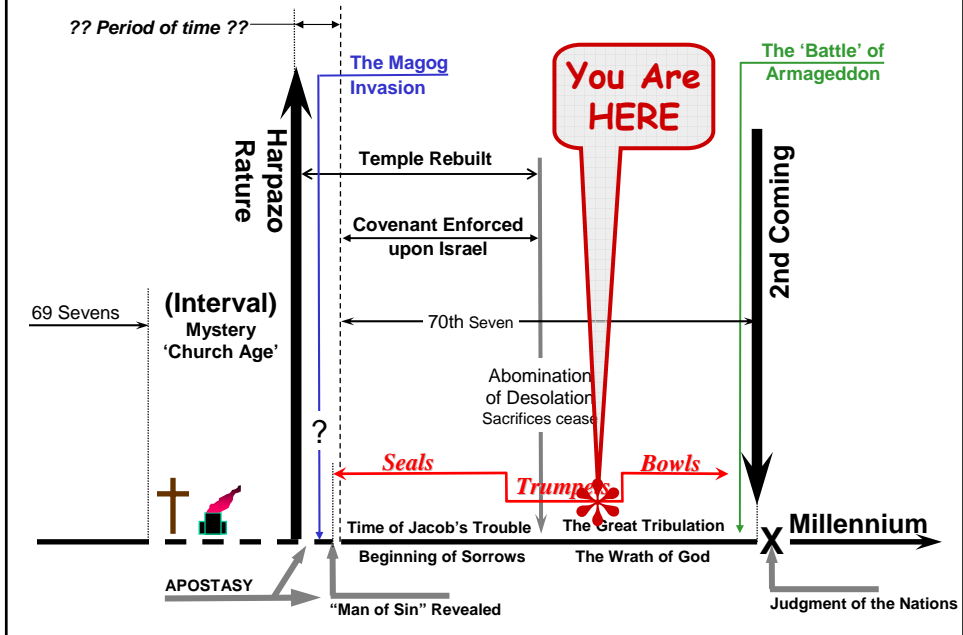 ?? Period of time ??
The Magog
Invasion
You Are
HERE
The ‘Battle’ of
Armageddon
Harpazo
Rature
Temple Rebuilt
2nd Coming
Covenant Enforced
upon Israel
(Interval)
Mystery
‘Church Age’
69 Sevens
70th Seven
Abomination
of Desolation
Sacrifices cease
?
Seals
Trumpets
Bowls
Time of Jacob’s Trouble
The Great Tribulation
X
Millennium
Beginning of Sorrows
The Wrath of God
APOSTASY
“Man of Sin” Revealed
Judgment of the Nations